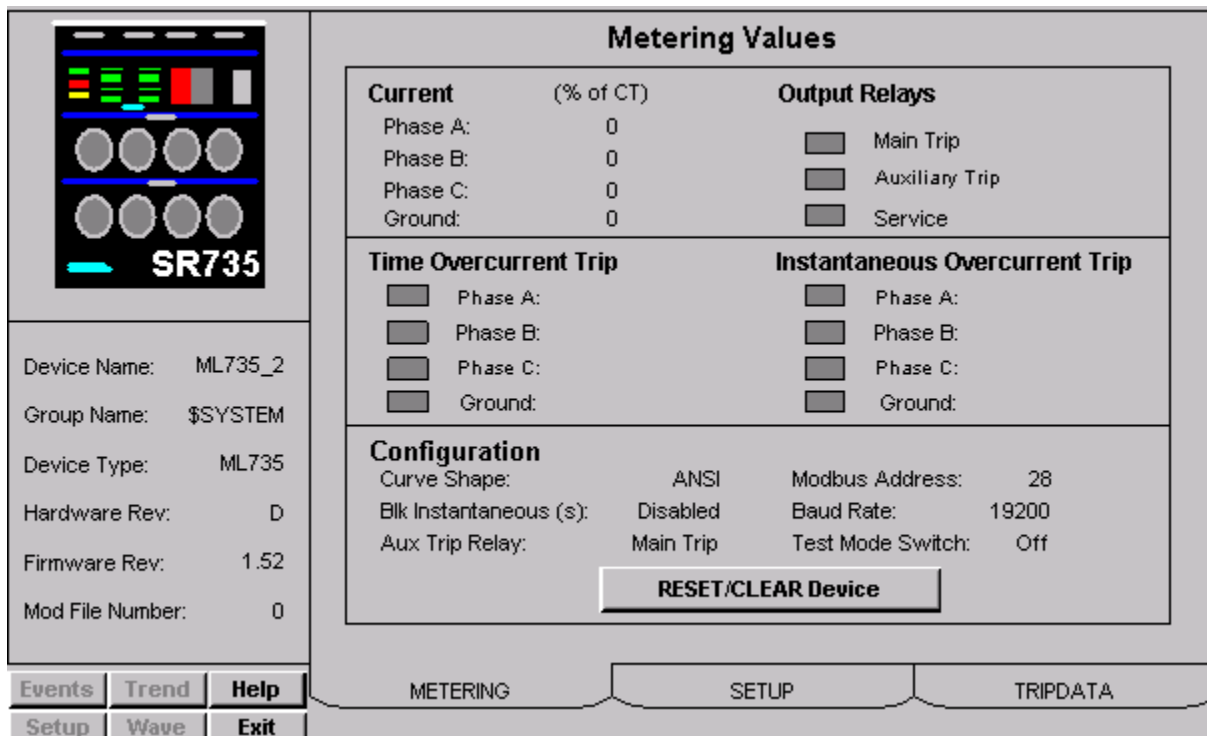 SR735
Device Name: ML735_2
Group Name: $SYSTEM
Device Type: ML735
Hardware Rev: D
Firmware Rev: 1.52
Mod File Number: 0
Events Trend Help
Setup Wave Exit
Metering Values
Current (% of CT)
Phase A: 0
Phase B: 0
Phase C: 0
Ground: 0
Output Relays
Main Trip
Auxiliary Trip
Service
Time Overcurrent Trip
Phase A:
Phase B:
Phase C:
Ground:
Instantaneous Overcurrent Trip
Phase A:
Phase B:
Phase C:
Ground:
Configuration
Curve Shape: ANSI
Blk Instantaneous (s): Disabled
Aux Trip Relay: Main Trip
Modbus Address: 28
Baud Rate: 19200
Test Mode Switch: Off
RESET/CLEAR Device
METERING SETUP TRIPDATA